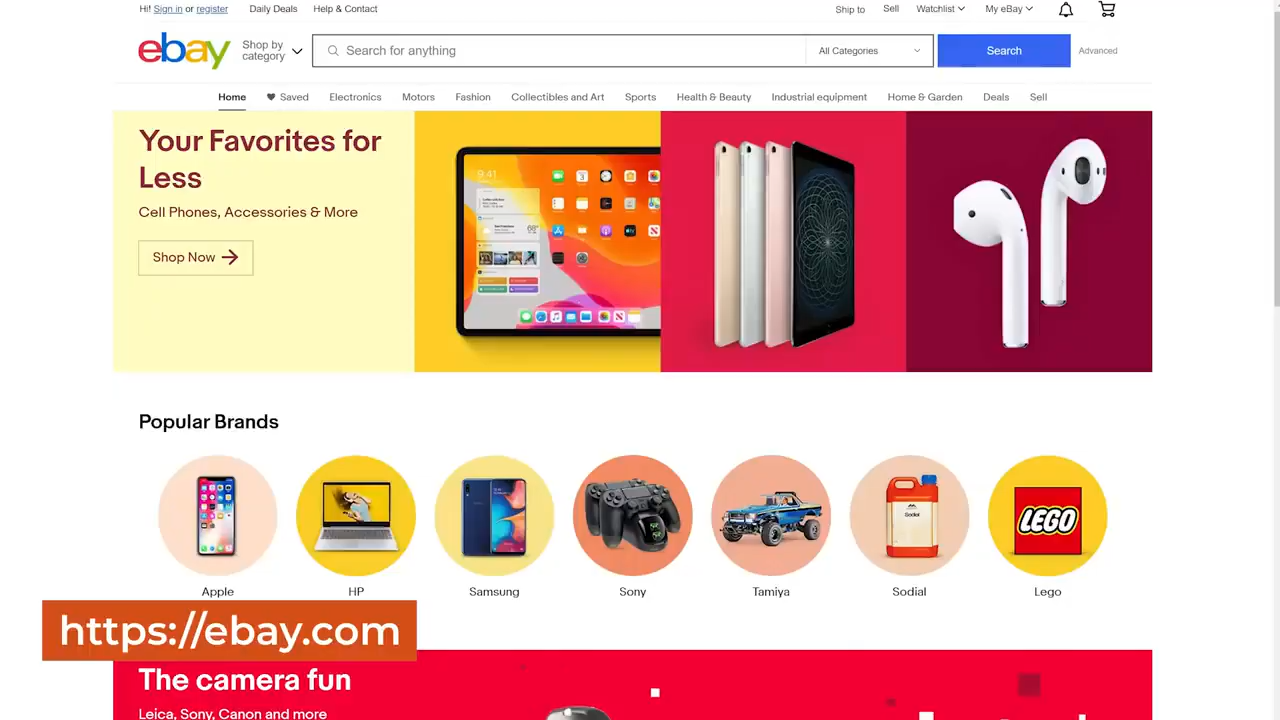 Hi! Sign in or register
Daily Deals
Help & Contact
Ship to
Sell
Watchlist
My eBay
ebay
Shop by
category
Search for anything
All Categories
Search
Advanced
Home
Saved
Electronics
Motors
Fashion
Collectibles and Art
Sports
Health & Beauty
Industrial equipment
Home & Garden
Deals
Sell
Your Favorites for
Less
Cell Phones, Accessories & More
Shop Now
9:41
Popular Brands
Sodial
LEGO
Apple
HP
Samsung
Sony
Tamiya
Sodial
Lego
https://ebay.com
The camera fun
Leica, Sony, Canon and more